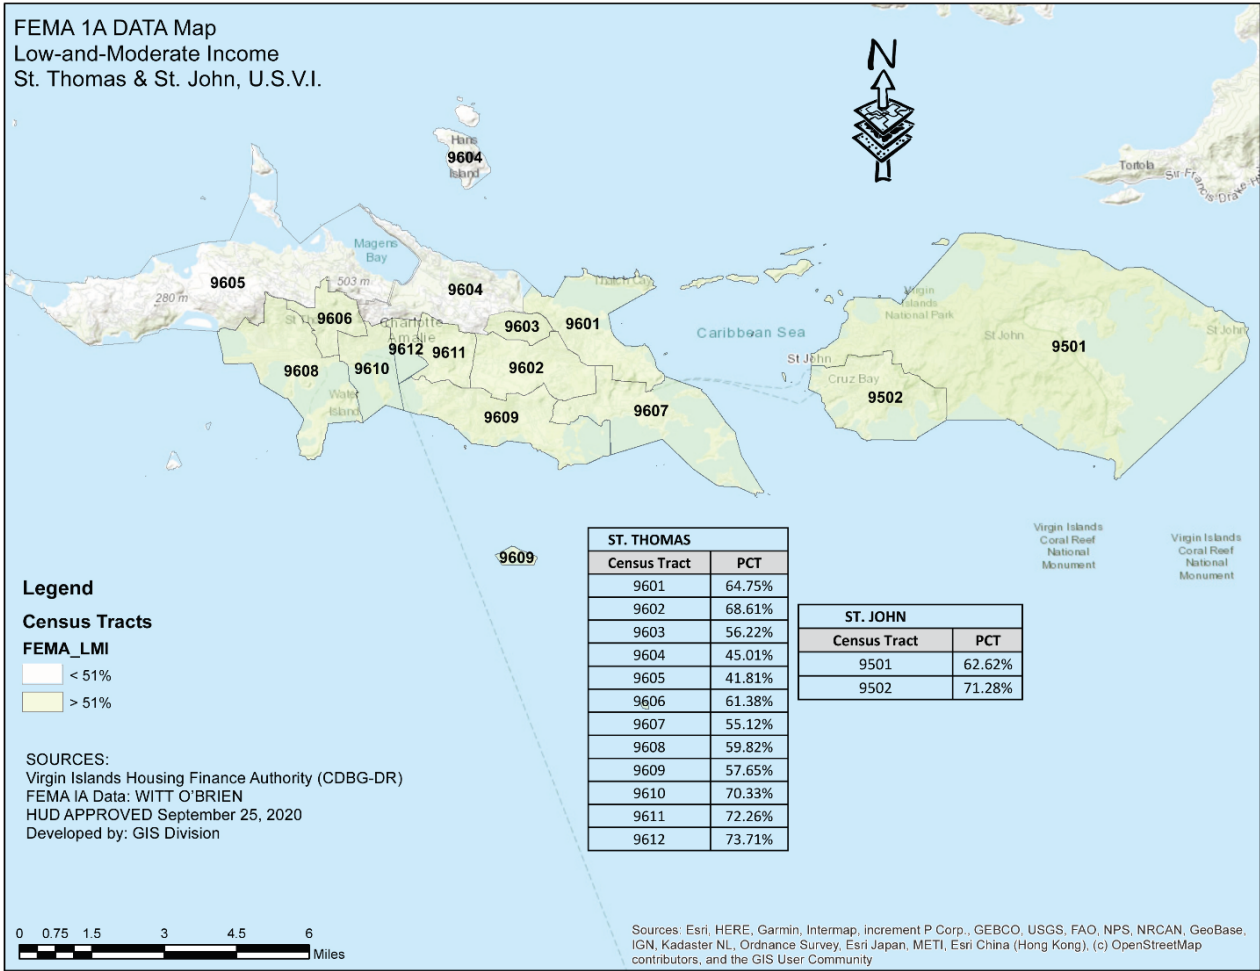 FEMA 1A DATA Map
Low-and-Moderate Income
St. Thomas & St. John, U.S.V.I.
N
Hans
9604
Island
Tortola
Sir Francis Drake
Magens
Bay
9605
503 m
9604
280 m
Thatch Cay
Virgin
Islands
National Park
9606
Charlotte
Amalie
9603
9601
Caribbean Sea
St John
St John
9501
St John
9612
9611
9608
9610
9602
Cruz Bay
9502
Water
Island
9609
9607
Virgin Islands
Coral Reef
National
Monument
Virgin Islands
Coral Reef
National
Monument
9609
ST. THOMAS
Census Tract PCT
9601 64.75%
9602 68.61%
9603 56.22%
9604 45.01%
9605 41.81%
9606 61.38%
9607 55.12%
9608 59.82%
9609 57.65%
9610 70.33%
9611 72.26%
9612 73.71%
ST. JOHN
Census Tract PCT
9501 62.62%
9502 71.28%
Legend
Census Tracts
FEMA_LMI
< 51%
> 51%
SOURCES:
Virgin Islands Housing Finance Authority (CDBG-DR)
FEMA IA Data: WITT O'BRIEN
HUD APPROVED September 25, 2020
Developed by: GIS Division
0 0.75 1.5 3 4.5 6
Miles
Sources: Esri, HERE, Garmin, Intermap, increment P Corp., GEBCO, USGS, FAO, NPS, NRCAN, GeoBase,
IGN, Kadaster NL, Ordnance Survey, Esri Japan, METI, Esri China (Hong Kong), (c) OpenStreetMap
contributors, and the GIS User Community